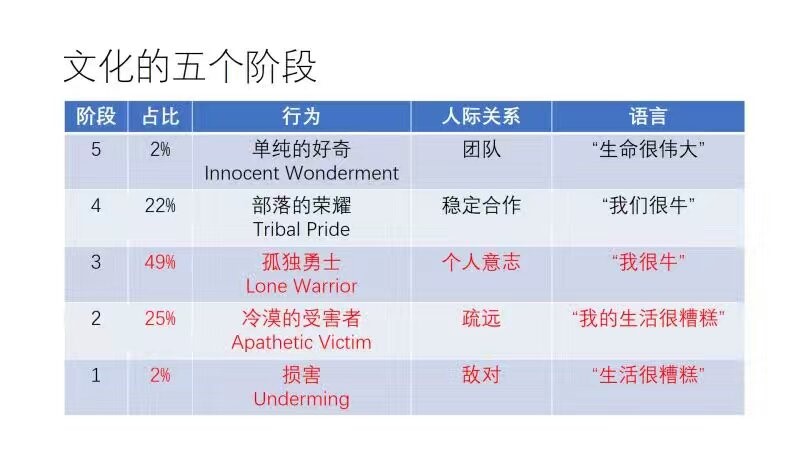 文化的五个阶段
阶段 占比 行为 人际关系 语言
5 2% 单纯的好奇 团队 “生命很伟大”
Innocent Wonderment
4 22% 部落的荣耀 稳定合作 “我们很牛”
Tribal Pride
3 49% 孤独勇士 个人意志 “我很牛”
Lone Warrior
2 25% 冷漠的受害者 疏远 “我的生活很糟糕”
Apathetic Victim
1 2% 损害 敌对 “生活很糟糕”
Underming